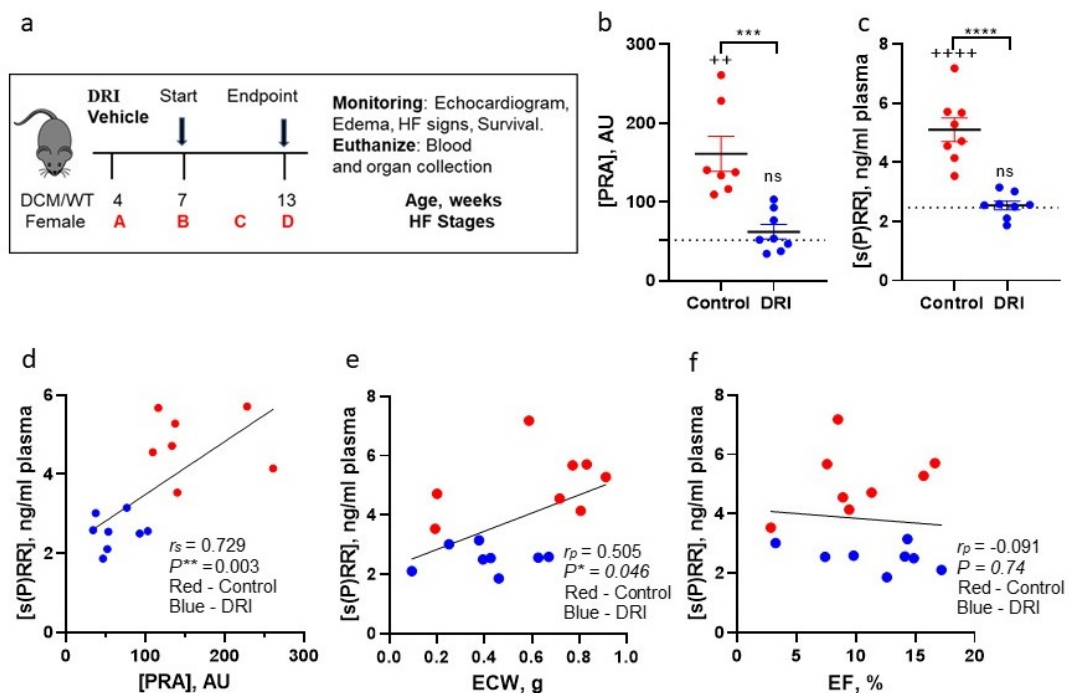 a
DRI
Vehicle
Start
Endpoint
Monitoring: Echocardiogram,
Edema, HF signs, Survival.
Euthanize: Blood
and organ collection
DCM/WT
4
7
13
Age, weeks
Female
A
B
C
D
HF Stages
b
[PRA], AU
300
200
100
0
***
++
ns
Control DRI
c
[s(P)RR], ng/ml plasma
8
6
4
2
0
****
++++
ns
Control DRI
d
[s(P)RR], ng/ml plasma
6
4
2
0
rs = 0.729
P** = 0.003
Red - Control
Blue - DRI
0 100 200 300
[PRA], AU
e
[s(P)RR], ng/ml plasma
8
6
4
2
0
rp = 0.505
P* = 0.046
Red - Control
Blue - DRI
0.0 0.2 0.4 0.6 0.8 1.0
ECW, g
f
[s(P)RR], ng/ml plasma
8
6
4
2
0
rp = -0.091
P = 0.74
Red - Control
Blue - DRI
0 5 10 15 20
EF, %